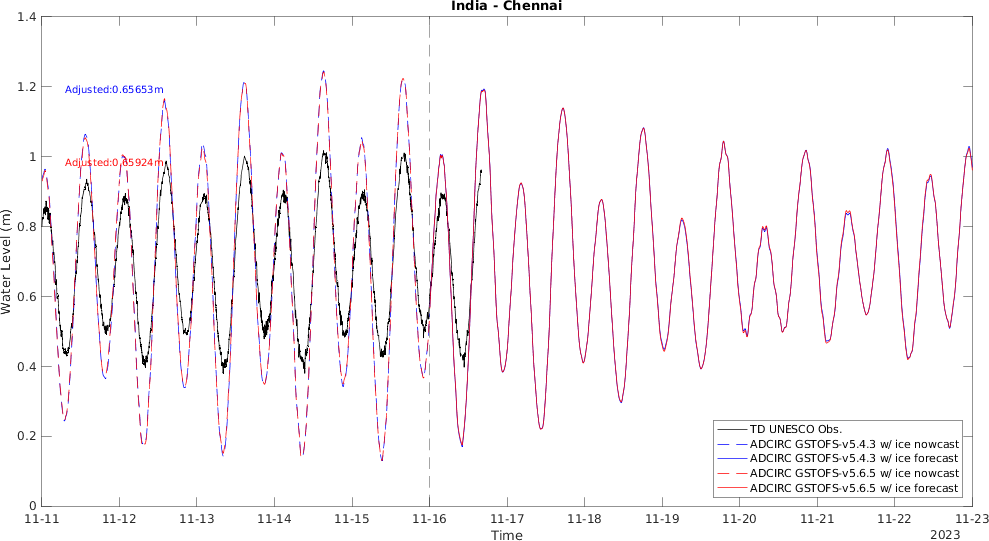 India - Chennai
Water Level (m)
1.4
1.2
1
0.8
0.6
0.4
0.2
0
Adjusted:0.65653m
Adjusted:0.65924m
TD UNESCO Obs.
ADCIRC GSTOFS-v5.4.3 w/ ice nowcast
ADCIRC GSTOFS-v5.4.3 w/ ice forecast
ADCIRC GSTOFS-v5.6.5 w/ ice nowcast
ADCIRC GSTOFS-v5.6.5 w/ ice forecast
11-11 11-12 11-13 11-14 11-15 11-16 11-17 11-18 11-19 11-20 11-21 11-22 11-23
Time
2023